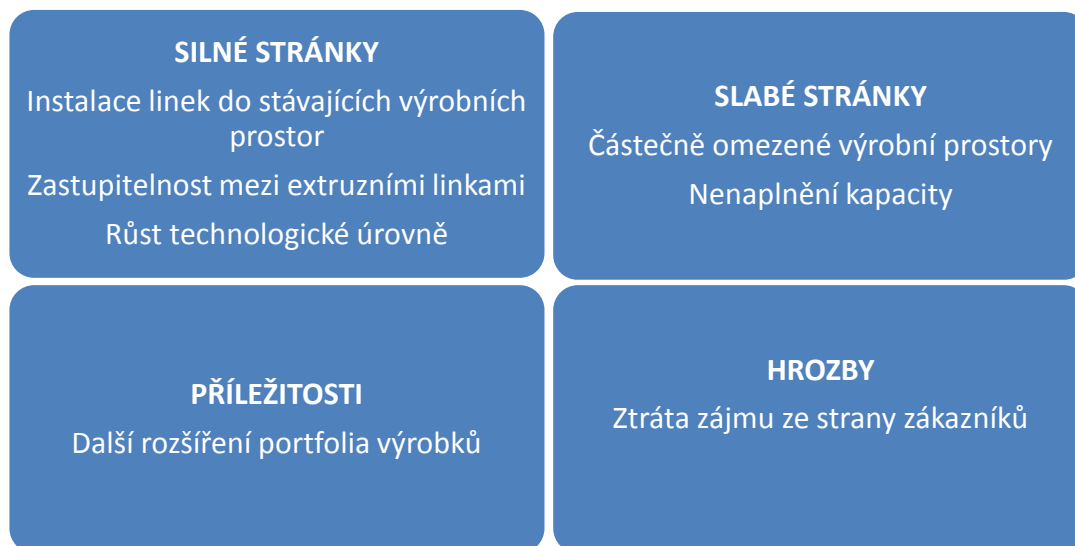 SILNÉ STRÁNKY
Instalace linek do stávajících výrobních
prostor
Zastupitelnost mezi extruzními linkami
Růst technologické úrovně
SLABÉ STRÁNKY
Částečně omezené výrobní prostory
Nenaplnění kapacity
PŘÍLEŽITOSTI
Další rozšíření portfolia výrobků
HROZBY
Ztráta zájmu ze strany zákazníků